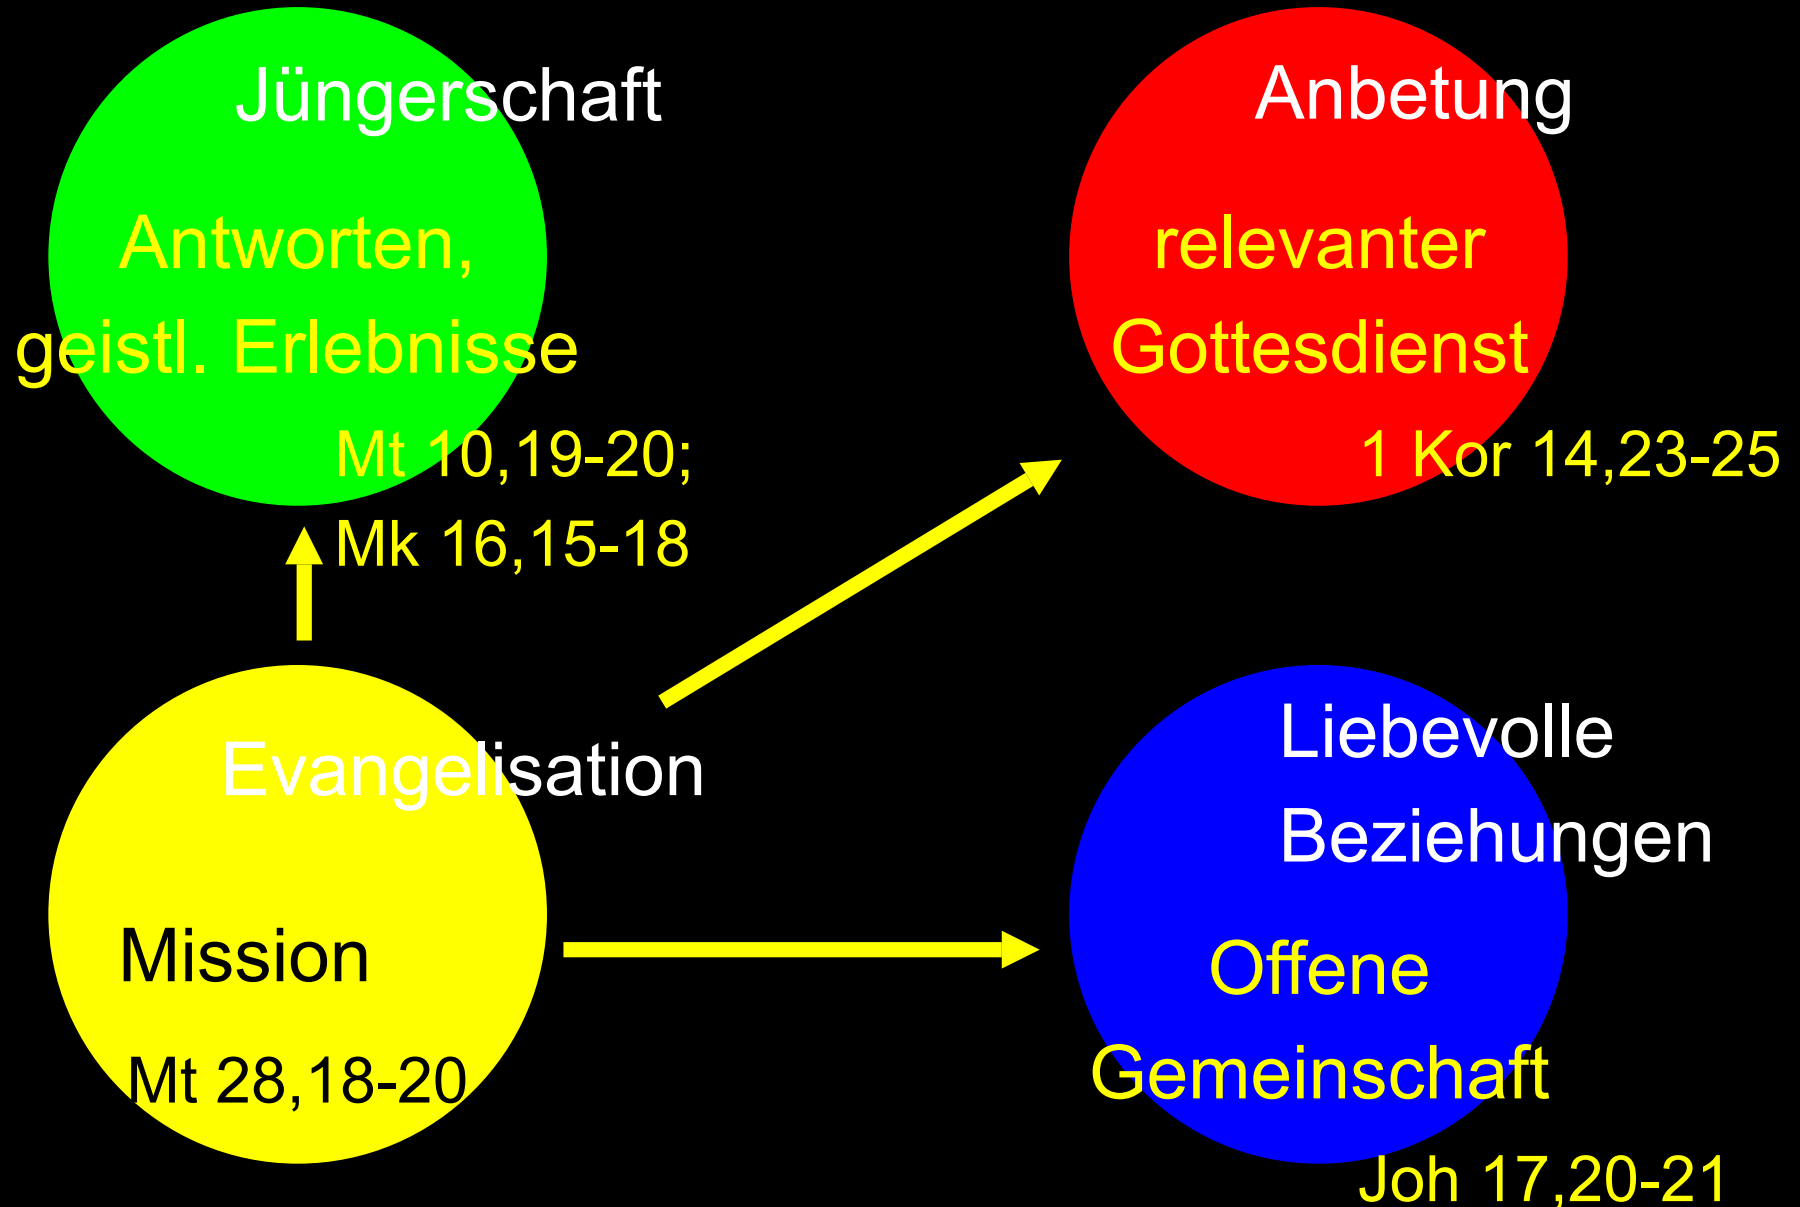 Jüngerschaft
Antworten,
geistl. Erlebnisse
Mt 10,19-20;
Mk 16,15-18
Anbetung
relevanter
Gottesdienst
1 Kor 14,23-25
Evangelisation
Mission
Mt 28,18-20
Liebevolle
Beziehungen
Offene
Gemeinschaft
Joh 17,20-21